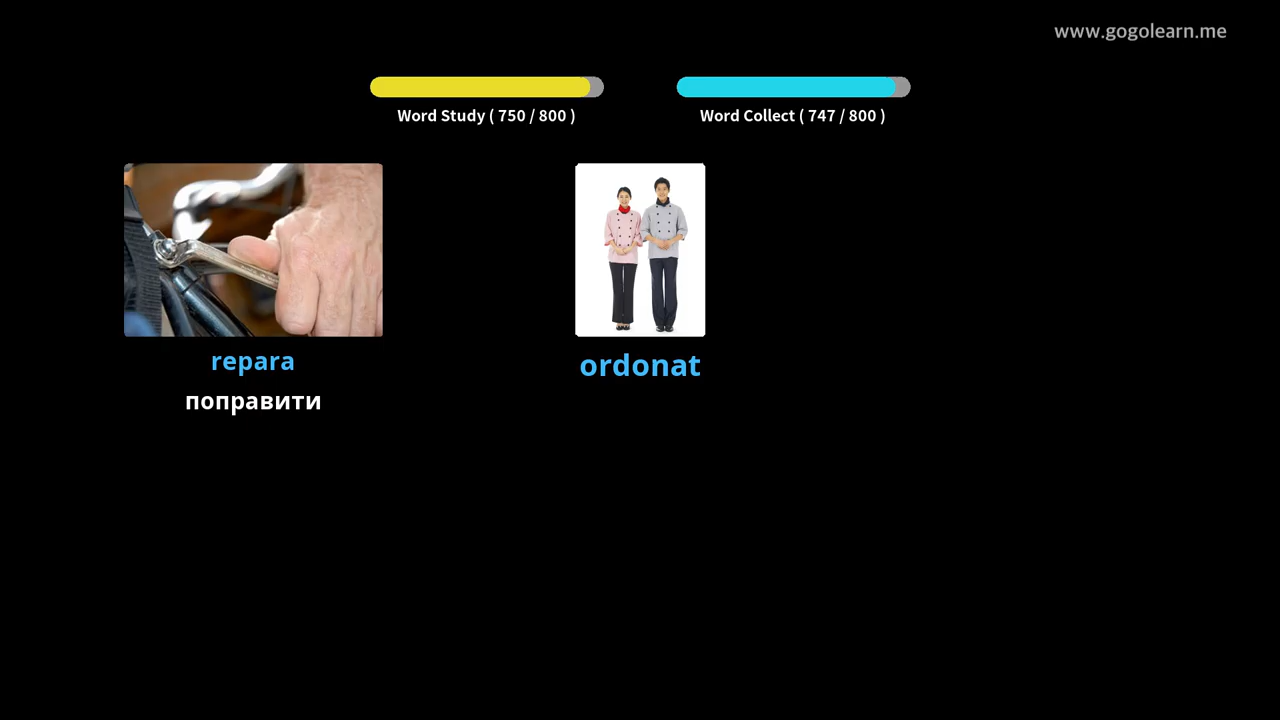 www.gogolearn.me
Word Study ( 750 / 800 )
Word Collect ( 747 / 800 )
repara
поправити
ordonat